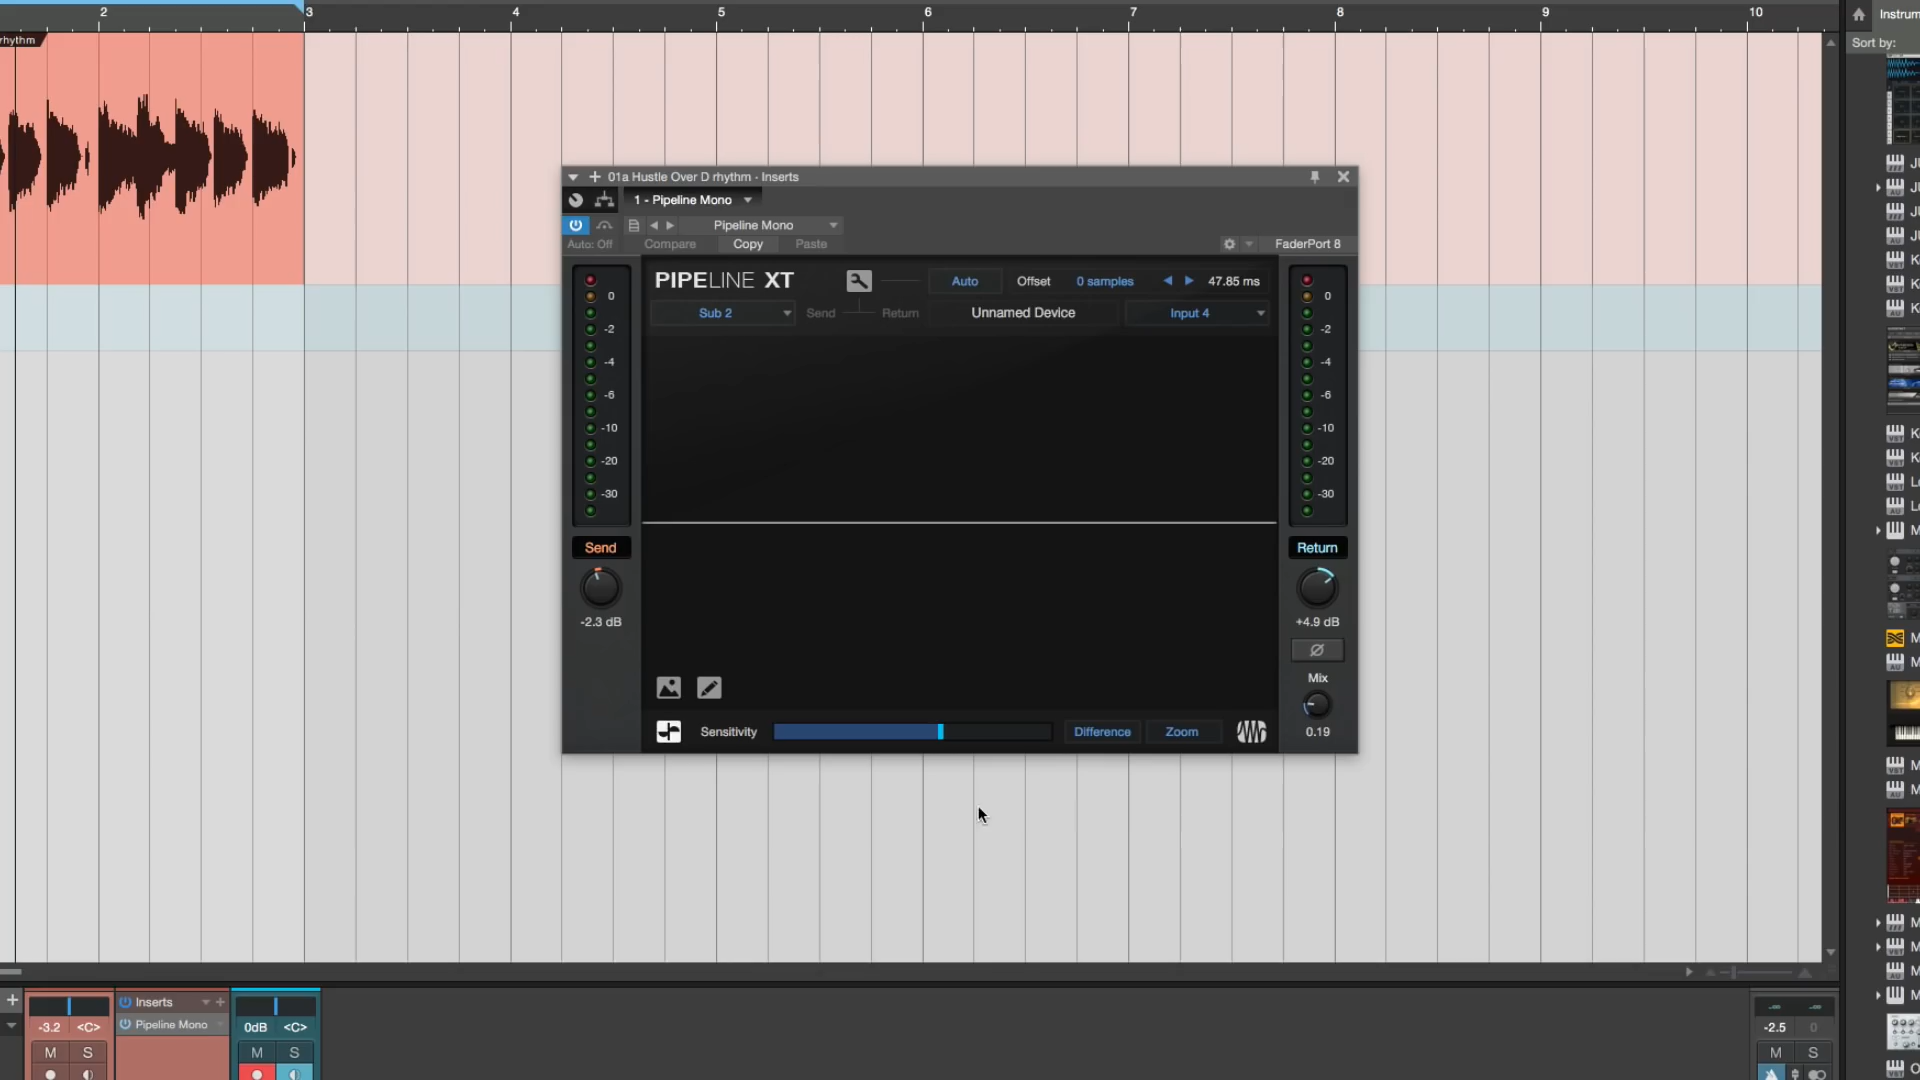 2 3 4 5 6 7 8 9 10
Instrum
Sort by:
rhythm
01a Hustle Over D rhythm - Inserts
1 - Pipeline Mono
Pipeline Mono
Auto: Off Compare Copy Paste FaderPort 8
PIPELINE XT Auto Offset 0 samples 47.85 ms
Sub 2 Send Return Unnamed Device Input 4
0 0
-2 -2
-4 -4
-6 -6
-10 -10
-20 -20
-30 -30
Send Return
-2.3 dB +4.9 dB
Ø
Mix
Sensitivity Difference Zoom 0.19
Inserts
-3.2 <C> Pipeline Mono 0dB <C> -2.5 0
M S M S M S